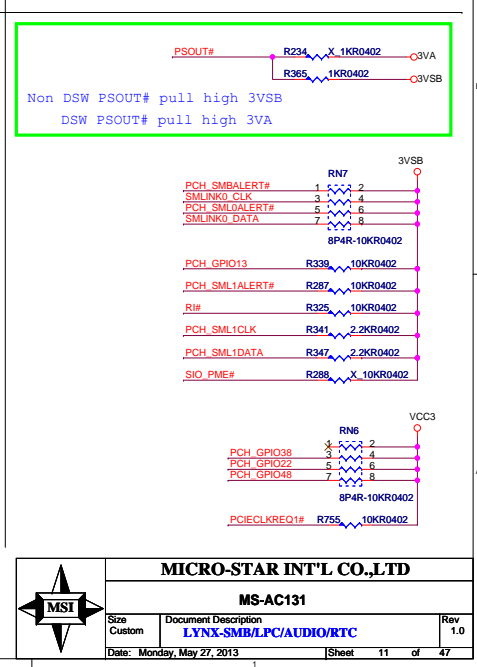 PSOUT# R234 X_1KR0402 3VA
R365 1KR0402 3VSB
Non DSW PSOUT# pull high 3VSB
DSW PSOUT# pull high 3VA
3VSB
RN7
PCH_SMBALERT# 1 2
SMLINK0_CLK 3 4
PCH_SML0ALERT# 5 6
SMLINK0_DATA 7 8
8P4R-10KR0402
PCH_GPIO13 R339 10KR0402
PCH_SML1ALERT# R287 10KR0402
RI# R325 10KR0402
PCH_SML1CLK R341 2.2KR0402
PCH_SML1DATA R347 2.2KR0402
SIO_PME# R288 X_10KR0402
VCC3
RN6
1 2
PCH_GPIO38 3 4
PCH_GPIO22 5 6
PCH_GPIO48 7 8
8P4R-10KR0402
PCIECLKREQ1# R755 10KR0402
MICRO-STAR INT'L CO.,LTD
MSI
MS-AC131
Size Document Description Rev
Custom LYNX-SMB/LPC/AUDIO/RTC 1.0
Date: Monday, May 27, 2013 Sheet 11 of 47
1